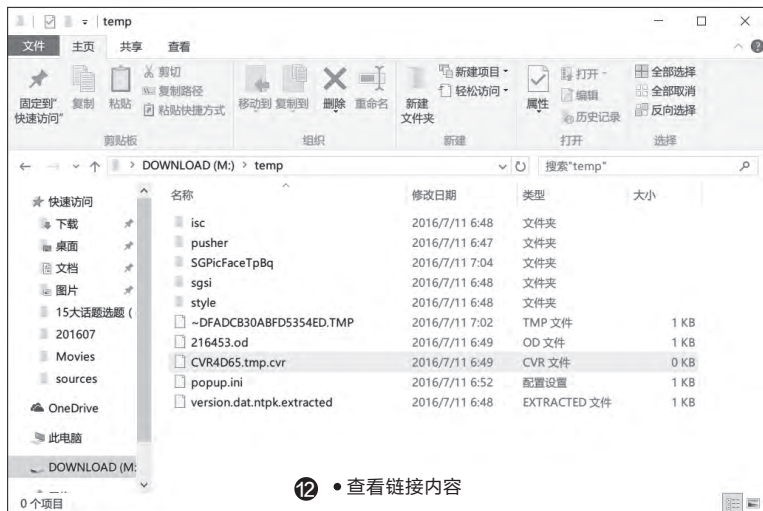 temp
文件 主页 共享 查看
固定到"快速访问" 复制 粘贴 剪切 复制路径 粘贴快捷方式 移动到 复制到 删除 重命名 新建文件夹 新建项目 轻松访问 属性 打开 编辑 历史记录 全部选择 全部取消 反向选择
剪贴板 组织 新建 打开 选择
DOWNLOAD (M:) > temp 搜索"temp"
名称 修改日期 类型 大小
快速访问
下载
桌面
文档
图片
15大话题选题 (
201607
Movies
sources
OneDrive
此电脑
DOWNLOAD (M:
isc 2016/7/11 6:48 文件夹
pusher 2016/7/11 6:47 文件夹
SGPicFaceTpBq 2016/7/11 7:04 文件夹
sgsi 2016/7/11 6:48 文件夹
style 2016/7/11 6:48 文件夹
~DFADCB30ABFD5354ED.TMP 2016/7/11 7:02 TMP 文件 1 KB
216453.od 2016/7/11 6:49 OD 文件 1 KB
CVR4D65.tmp.cvr 2016/7/11 6:49 CVR 文件 0 KB
popup.ini 2016/7/11 6:52 配置设置 1 KB
version.dat.ntpk.extracted 2016/7/11 6:48 EXTRACTED 文件 1 KB
0 个项目
⓬ •查看链接内容